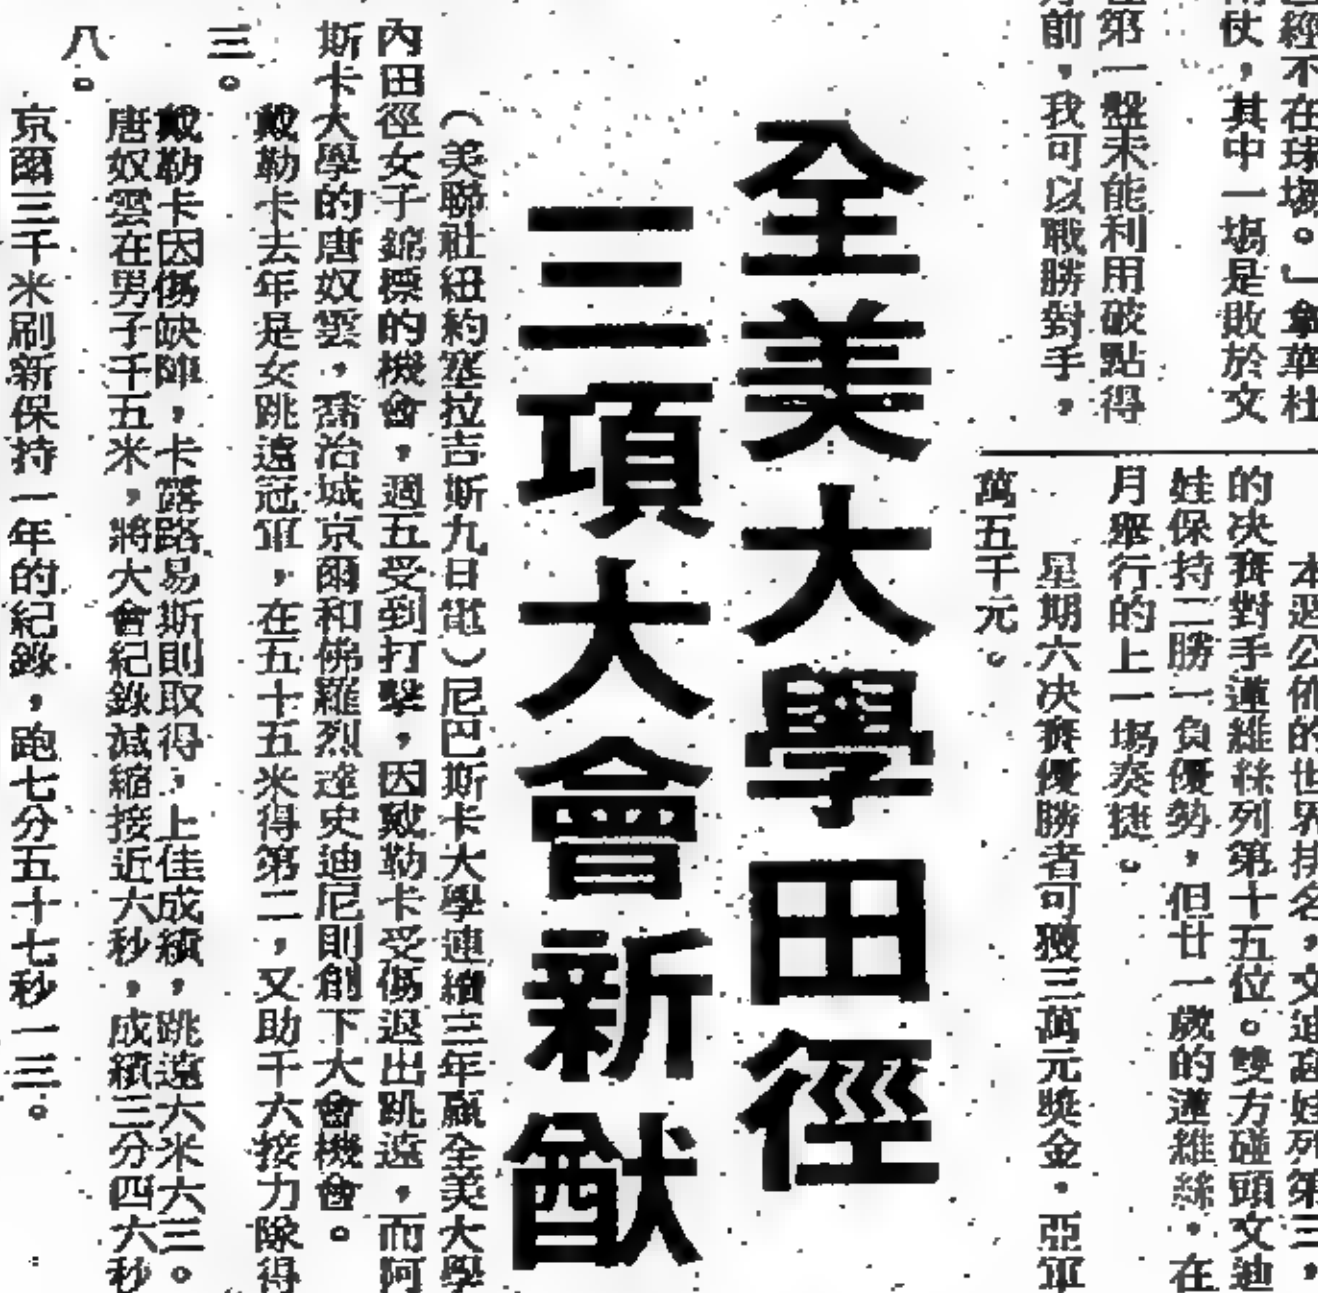 經不在球場。」拿華杜
仗，其中一場是敗於文
第一盤未能利用破點得
前，我可以戰勝對手，
本週公佈的世界排名，文迪窩娃列第三，
的決賽對手蓮維絲列第十五位。雙方碰頭文迪
娃保持二勝一負優勢，但廿一歲的蓮維絲，在
月舉行的上一場奏捷。
星期六決賽優勝者可獲三萬元獎金，亞軍
萬五千元。
全美大學田徑
三項大會新猷
（美聯社紐約塞拉吉斯九日電）尼巴斯卡大學連續三年贏全美大學
內田徑女子錦標的機會，週五受到打擊，因戴勒卡受傷退出跳遠，而阿
斯卡大學的唐奴雲，喬治城京爾和佛羅烈達史迪尼則創下大會機會。
戴勒卡去年是女跳遠冠軍，在五十五米得第二，又助千六接力隊得
三。
戴勒卡因傷缺陣，卡露路易斯則取得，上佳成績，跳遠六米六三。
唐奴雲在男子千五米，將大會紀錄減縮接近六秒，成績三分四六秒
八。
京爾三千米刷新保持一年的紀錄，跑七分五十七秒一三。